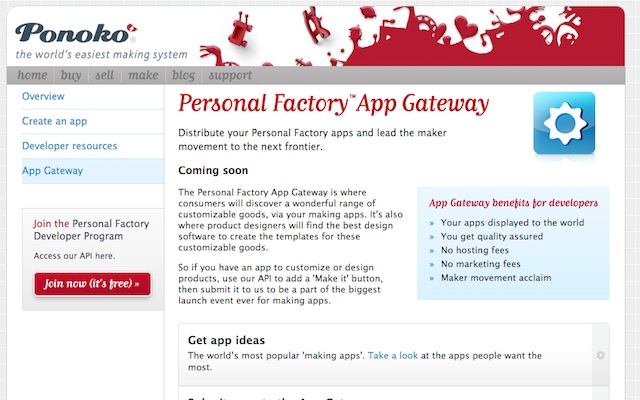 Ponoko
the world's easiest making system
home buy sell make blog support
Overview
Create an app
Developer resources
App Gateway
Join the Personal Factory
Developer Program
Access our API here.
Join now (it's free) »
Personal Factory™ App Gateway
Distribute your Personal Factory apps and lead the maker
movement to the next frontier.
Coming soon
The Personal Factory App Gateway is where
consumers will discover a wonderful range of
customizable goods, via your making apps. It's also
where product designers will find the best design
software to create the templates for these
customizable goods.
So if you have an app to customize or design
products, use our API to add a 'Make it' button,
then submit it to us to be a part of the biggest
launch event ever for making apps.
App Gateway benefits for developers
» Your apps displayed to the world
» You get quality assured
» No hosting fees
» No marketing fees
» Maker movement acclaim
Get app ideas
The world's most popular 'making apps'. Take a look at the apps people want the
most.